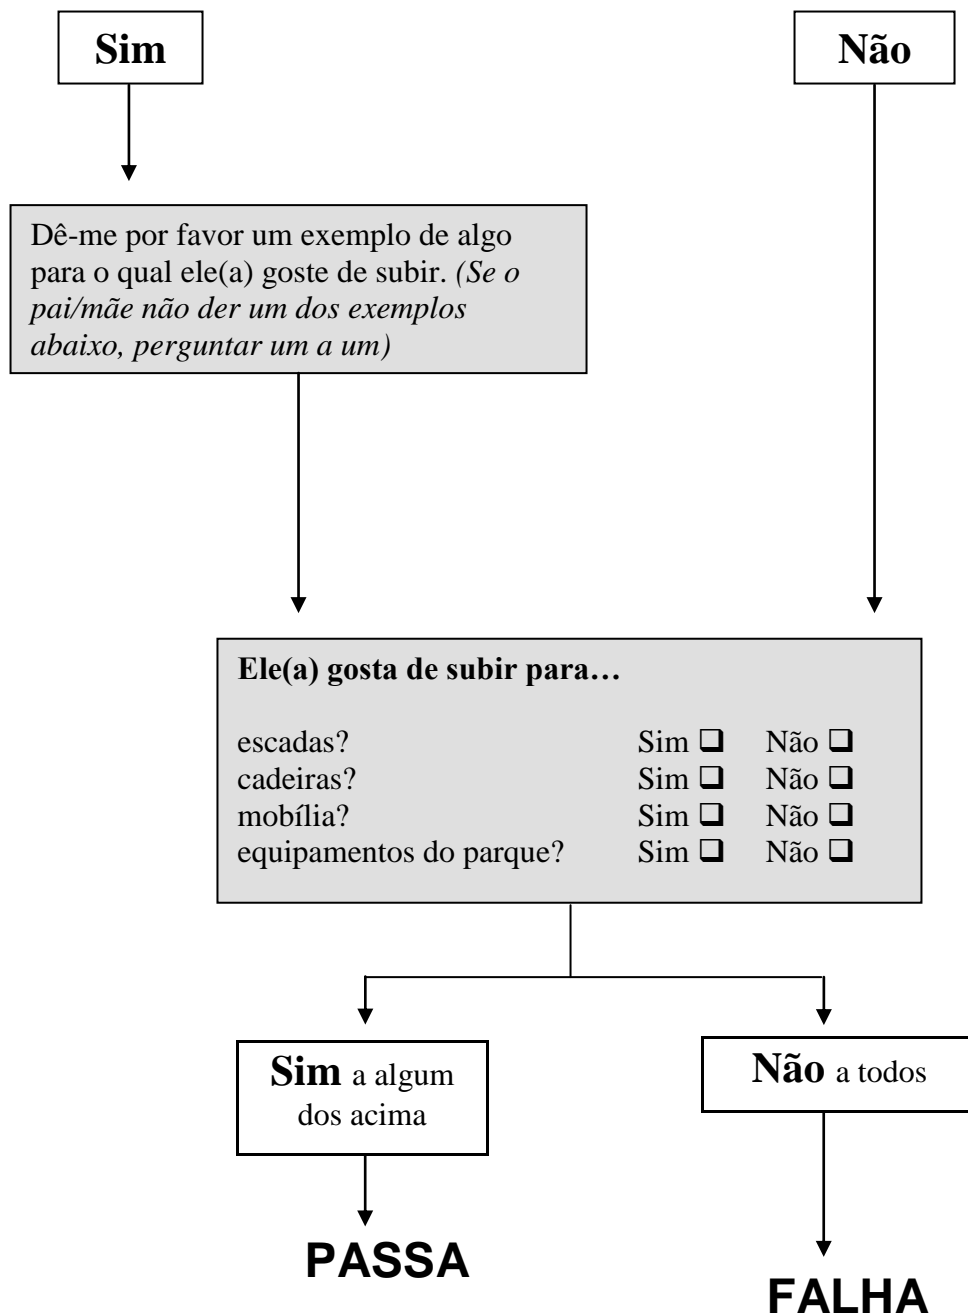 Sim
Não
Dê-me por favor um exemplo de algo
para o qual ele(a) goste de subir. (Se o
pai/mãe não der um dos exemplos
abaixo, perguntar um a um)
Ele(a) gosta de subir para…
escadas? Sim ❑ Não ❑
cadeiras? Sim ❑ Não ❑
mobília? Sim ❑ Não ❑
equipamentos do parque? Sim ❑ Não ❑
Sim a algum
dos acima
Não a todos
PASSA
FALHA